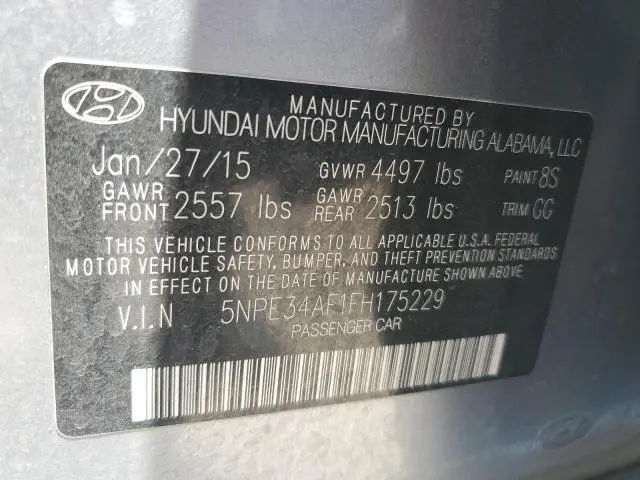 MANUFACTURED BY
HYUNDAI MOTOR MANUFACTURING ALABAMA, LLC
Jan/27/15 GVWR 4497 lbs PAINT 8S
GAWR FRONT 2557 lbs GAWR REAR 2513 lbs TRIM GG
THIS VEHICLE CONFORMS TO ALL APPLICABLE U.S.A. FEDERAL
MOTOR VEHICLE SAFETY, BUMPER, AND THEFT PREVENTION STANDARDS
IN EFFECT ON THE DATE OF MANUFACTURE SHOWN ABOVE.
V.I.N 5NPE34AF1FH175229
PASSENGER CAR